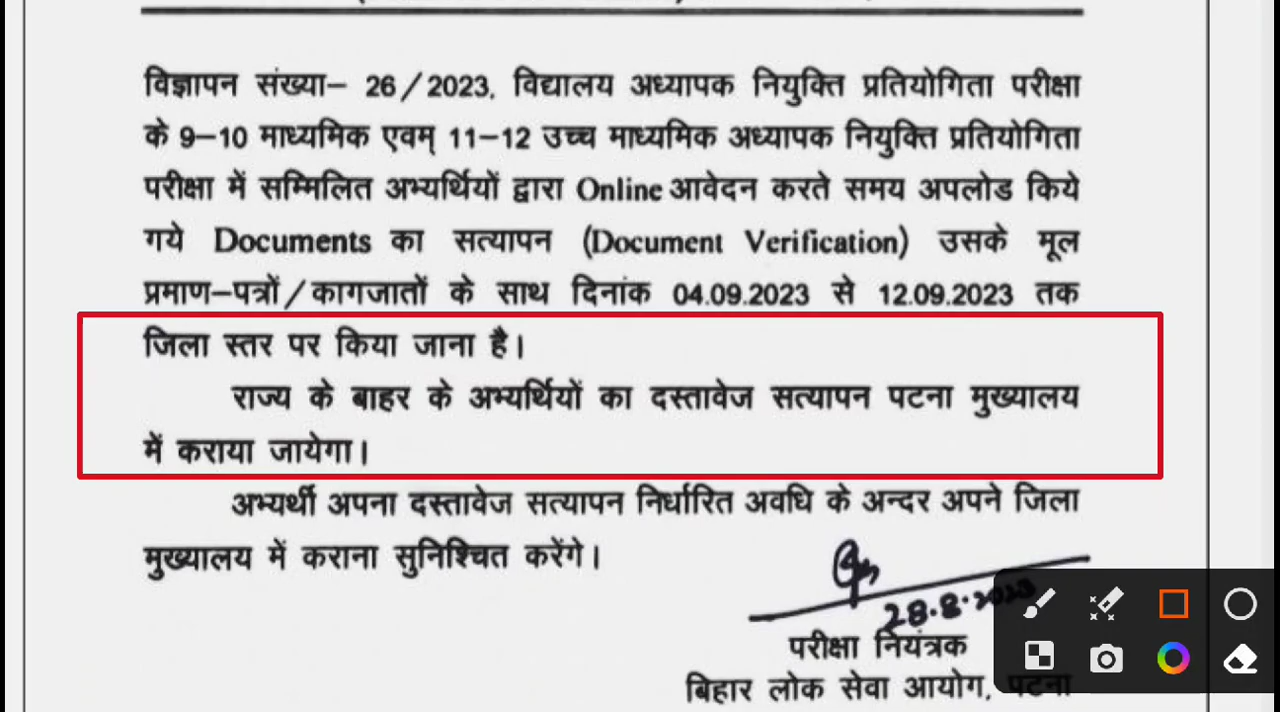 विज्ञापन संख्या– 26/2023, विद्यालय अध्यापक नियुक्ति प्रतियोगिता परीक्षा
के 9–10 माध्यमिक एवम् 11–12 उच्च माध्यमिक अध्यापक नियुक्ति प्रतियोगिता
परीक्षा में सम्मिलित अभ्यर्थियों द्वारा Online आवेदन करते समय अपलोड किये
गये Documents का सत्यापन (Document Verification) उसके मूल
प्रमाण–पत्रों/कागजातों के साथ दिनांक 04.09.2023 से 12.09.2023 तक
जिला स्तर पर किया जाना है।
राज्य के बाहर के अभ्यर्थियों का दस्तावेज सत्यापन पटना मुख्यालय
में कराया जायेगा।
अभ्यर्थी अपना दस्तावेज सत्यापन निर्धारित अवधि के अन्दर अपने जिला
मुख्यालय में कराना सुनिश्चित करेंगे।
28.8.2023
परीक्षा नियंत्रक
बिहार लोक सेवा आयोग, पटना